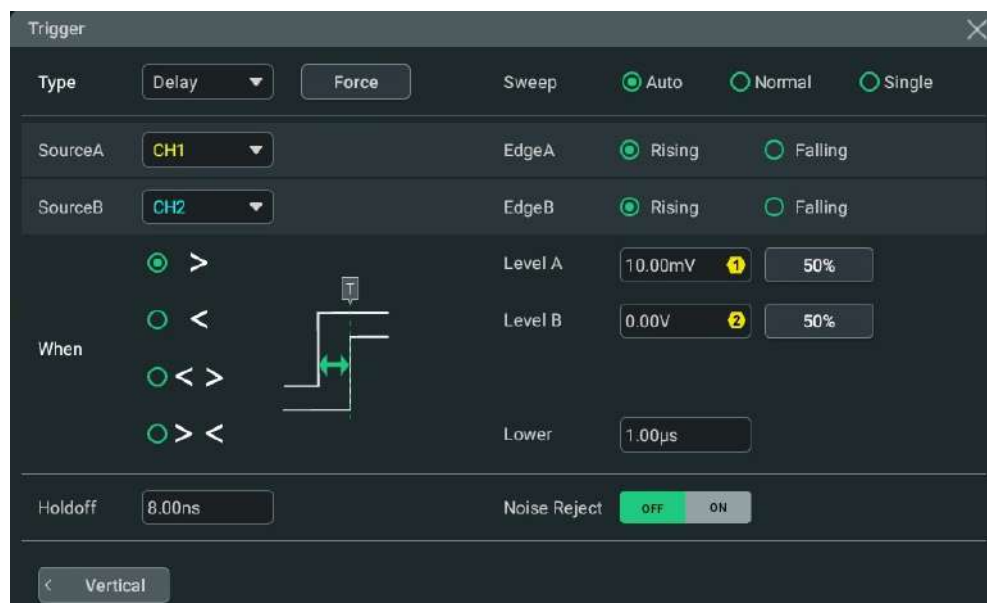 Trigger
Type Delay Force Sweep Auto Normal Single
SourceA CH1 EdgeA Rising Falling
SourceB CH2 EdgeB Rising Falling
When
>
<
< >
> <
T
Level A 10.00mV 1 50%
Level B 0.00V 2 50%
Lower 1.00µs
Holdoff 8.00ns Noise Reject OFF ON
< Vertical